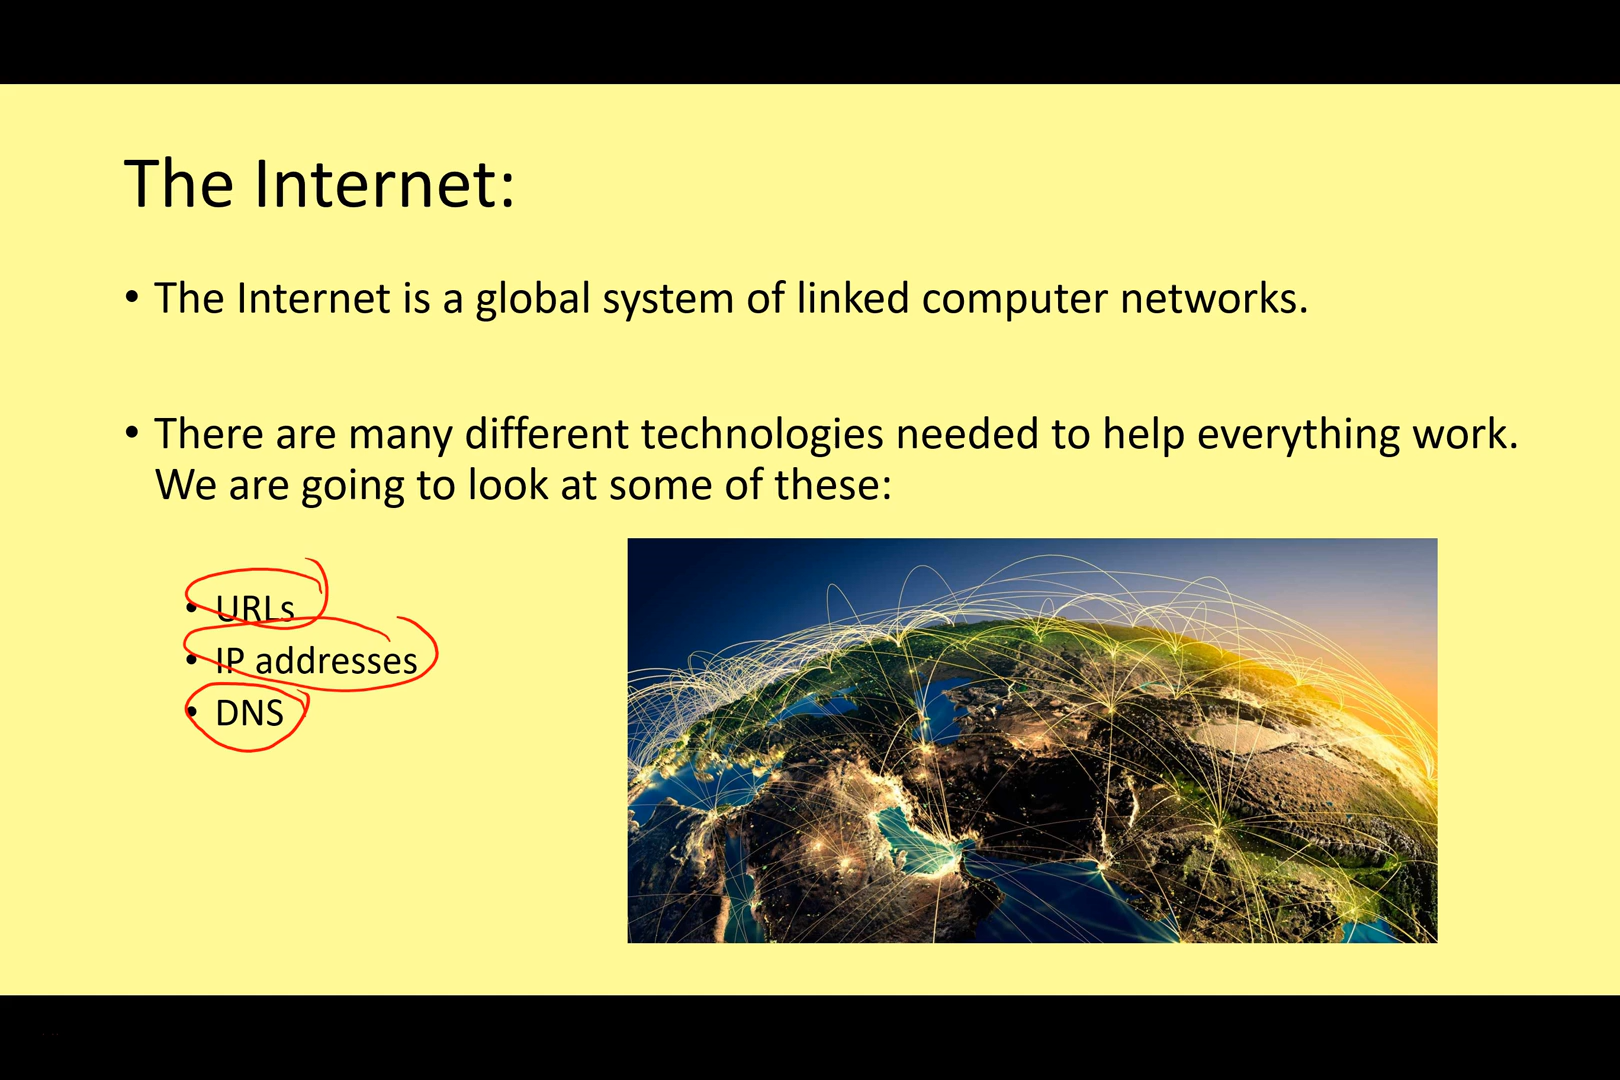 The Internet:
• The Internet is a global system of linked computer networks.
• There are many different technologies needed to help everything work.
We are going to look at some of these:
• URLs
• IP addresses
• DNS